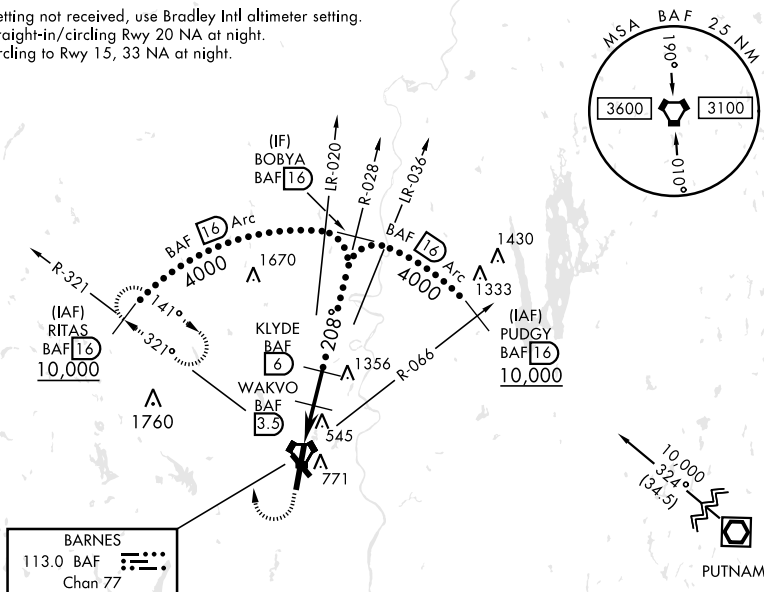 etting not received, use Bradley Intl altimeter setting.
traight-in/circling Rwy 20 NA at night.
rcling to Rwy 15, 33 NA at night.
MSA BAF 25 NM
190°
3600
3100
010°
(IF)
BOBYA
BAF 16
LR-020
R-028
LR-036
BAF 16 Arc
4000
BAF 16 Arc
4000
1670
1430
1333
R-321
141°
321°
(IAF)
RITAS
BAF 16
10,000
208°
KLYDE
BAF
6
1356
R-066
(IAF)
PUDGY
BAF 16
10,000
WAKVO
BAF
3.5
1760
545
771
10,000
324°
(34.5)
PUTNAM
BARNES
113.0 BAF
Chan 77